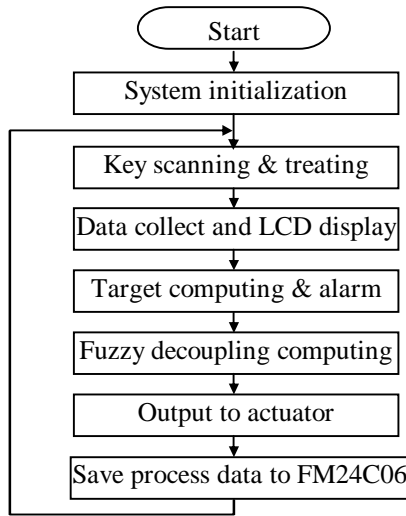 Start
System initialization
Key scanning & treating
Data collect and LCD display
Target computing & alarm
Fuzzy decoupling computing
Output to actuator
Save process data to FM24C06